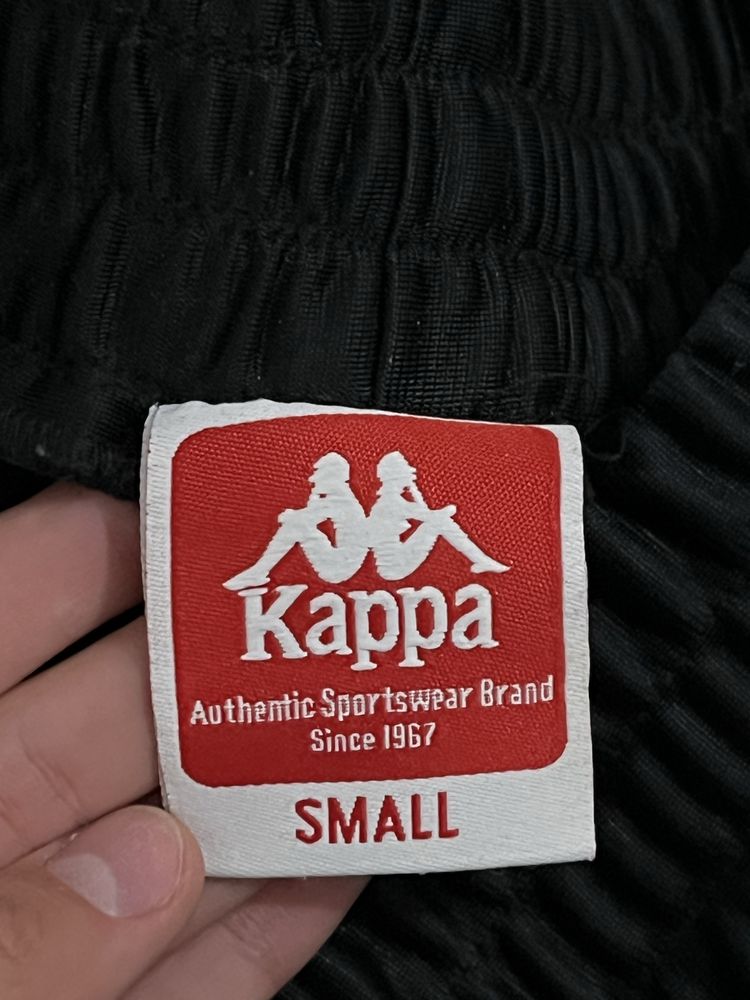 Kappa
Authentic Sportswear Brand
Since 1967
SMALL